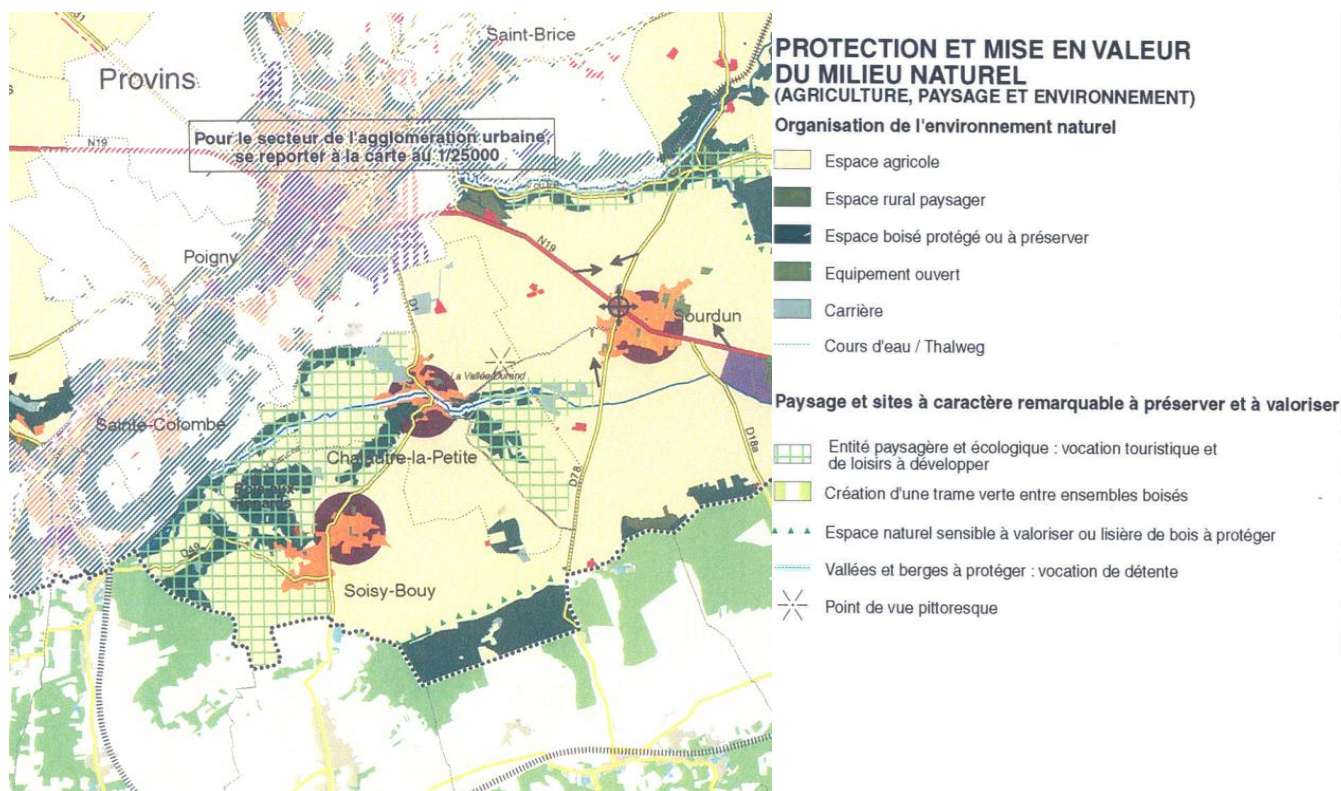 Saint-Brice
Provins
Pour le secteur de l'agglomération urbaine,
se reporter à la carte au 1/25000
N19
Poigny
N19
D1
Sourdun
La Vallée Durand
Sainte-Colombe
Chalautre-la-Petite
D18a
D78
D49
Soisy-Bouy
PROTECTION ET MISE EN VALEUR
DU MILIEU NATUREL
(AGRICULTURE, PAYSAGE ET ENVIRONNEMENT)
Organisation de l'environnement naturel
Espace agricole
Espace rural paysager
Espace boisé protégé ou à préserver
Equipement ouvert
Carrière
Cours d'eau / Thalweg
Paysage et sites à caractère remarquable à préserver et à valoriser
Entité paysagère et écologique : vocation touristique et
de loisirs à développer
Création d'une trame verte entre ensembles boisés
Espace naturel sensible à valoriser ou lisière de bois à protéger
Vallées et berges à protéger : vocation de détente
Point de vue pittoresque